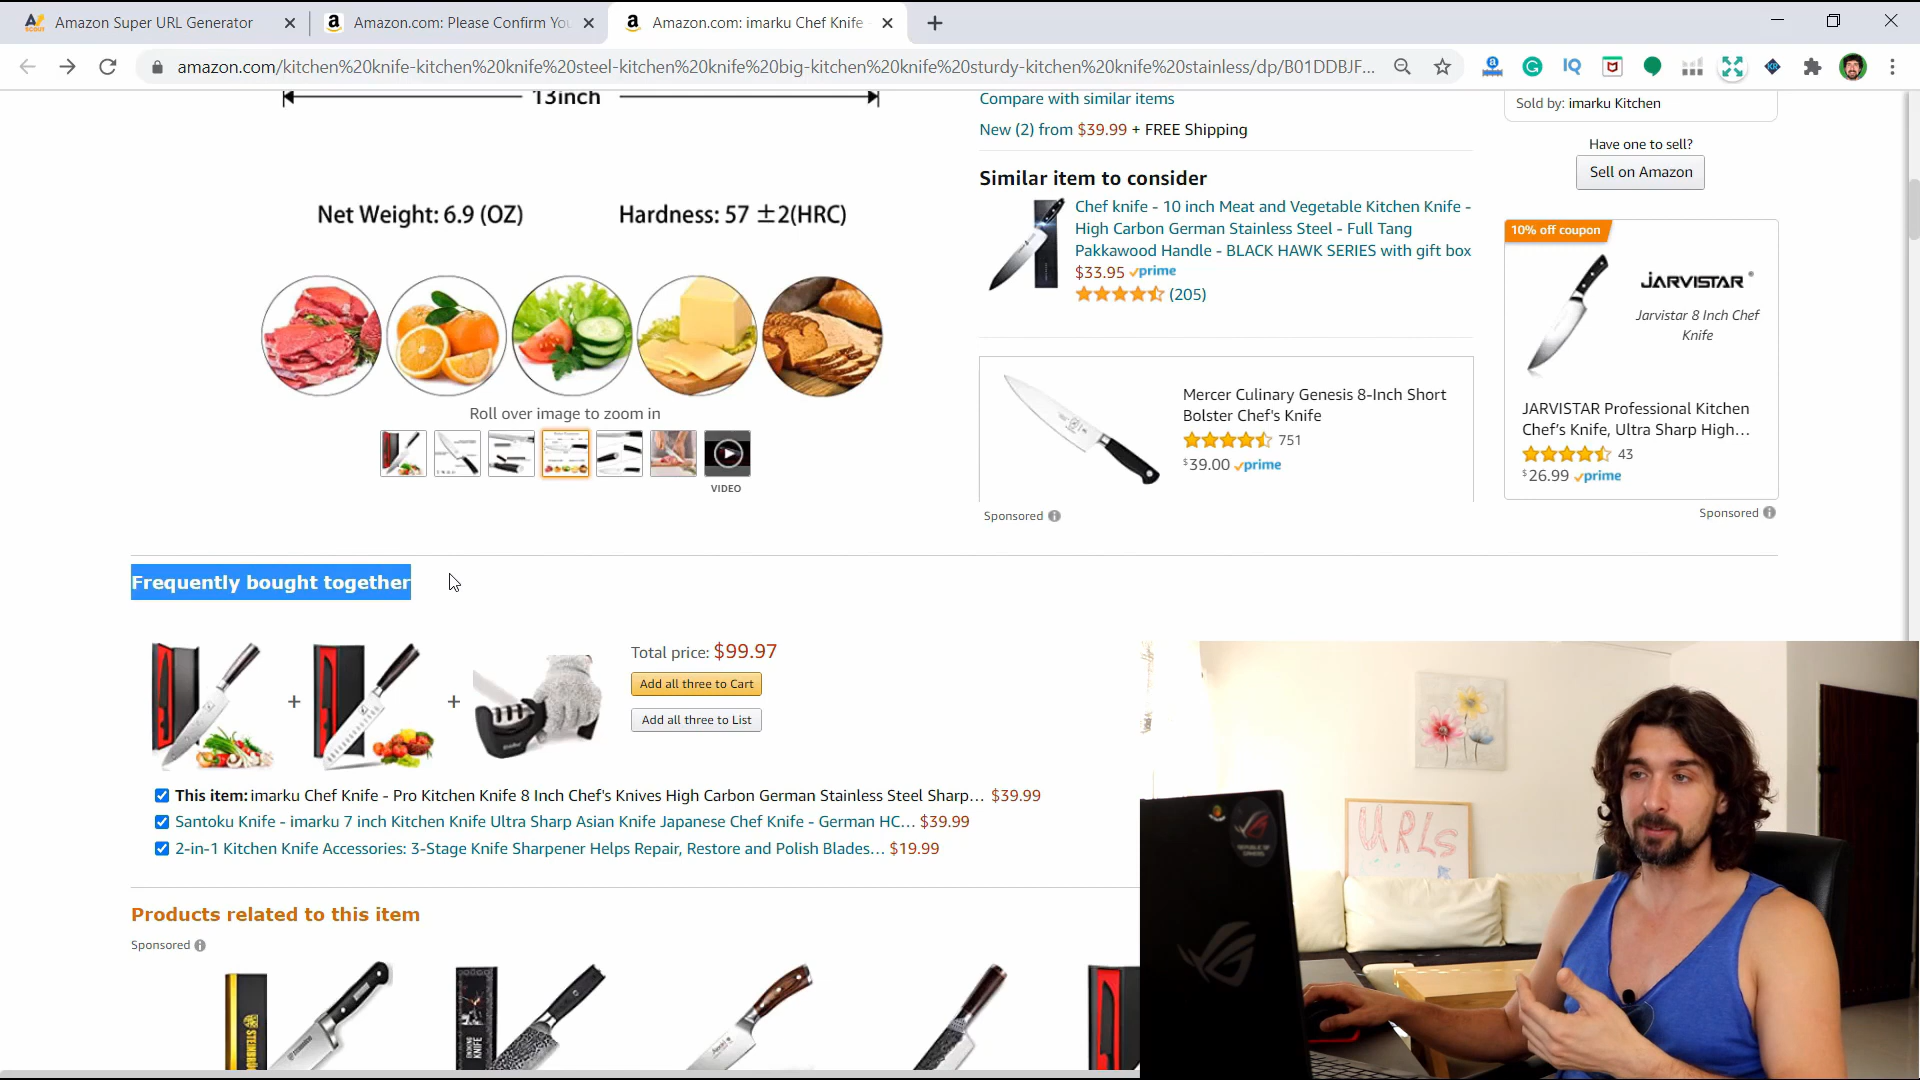 Amazon Super URL Generator
Amazon.com: Please Confirm You
Amazon.com: imarku Chef Knife -
amazon.com/kitchen%20knife-kitchen%20knife%20steel-kitchen%20knife%20big-kitchen%20knife%20sturdy-kitchen%20knife%20stainless/dp/B01DDBJF...
13inch
Net Weight: 6.9 (OZ)
Hardness: 57 ±2(HRC)
Roll over image to zoom in
VIDEO
Compare with similar items
New (2) from $39.99 + FREE Shipping
Similar item to consider
Chef knife - 10 inch Meat and Vegetable Kitchen Knife -
High Carbon German Stainless Steel - Full Tang
Pakkawood Handle - BLACK HAWK SERIES with gift box
$33.95 prime
(205)
Mercer Culinary Genesis 8-Inch Short
Bolster Chef's Knife
751
$39.00 prime
Sponsored
Sold by: imarku Kitchen
Have one to sell?
Sell on Amazon
10% off coupon
JARVISTAR
Jarvistar 8 Inch Chef
Knife
JARVISTAR Professional Kitchen
Chef's Knife, Ultra Sharp High...
43
$26.99 prime
Sponsored
Frequently bought together
Total price: $99.97
Add all three to Cart
Add all three to List
This item: imarku Chef Knife - Pro Kitchen Knife 8 Inch Chef's Knives High Carbon German Stainless Steel Sharp... $39.99
Santoku Knife - imarku 7 inch Kitchen Knife Ultra Sharp Asian Knife Japanese Chef Knife - German HC... $39.99
2-in-1 Kitchen Knife Accessories: 3-Stage Knife Sharpener Helps Repair, Restore and Polish Blades... $19.99
Products related to this item
Sponsored
URLs